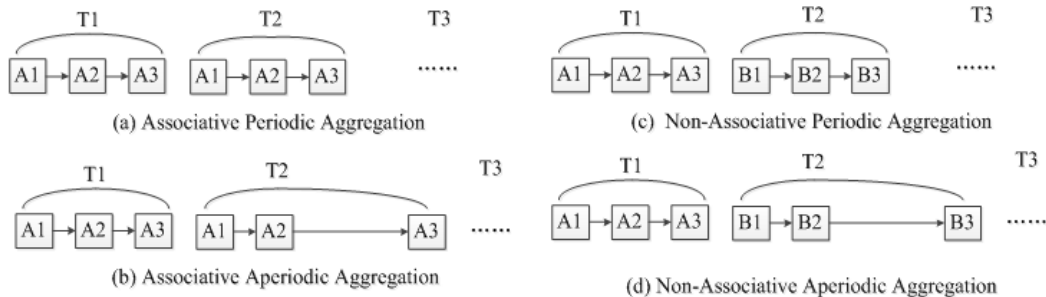 T1 T2 T3
A1 A2 A3 A1 A2 A3 ......
(a) Associative Periodic Aggregation
T1 T2 T3
A1 A2 A3 A1 A2 A3 ......
(b) Associative Aperiodic Aggregation
T1 T2 T3
A1 A2 A3 B1 B2 B3 ......
(c) Non-Associative Periodic Aggregation
T1 T2 T3
A1 A2 A3 B1 B2 B3 ......
(d) Non-Associative Aperiodic Aggregation